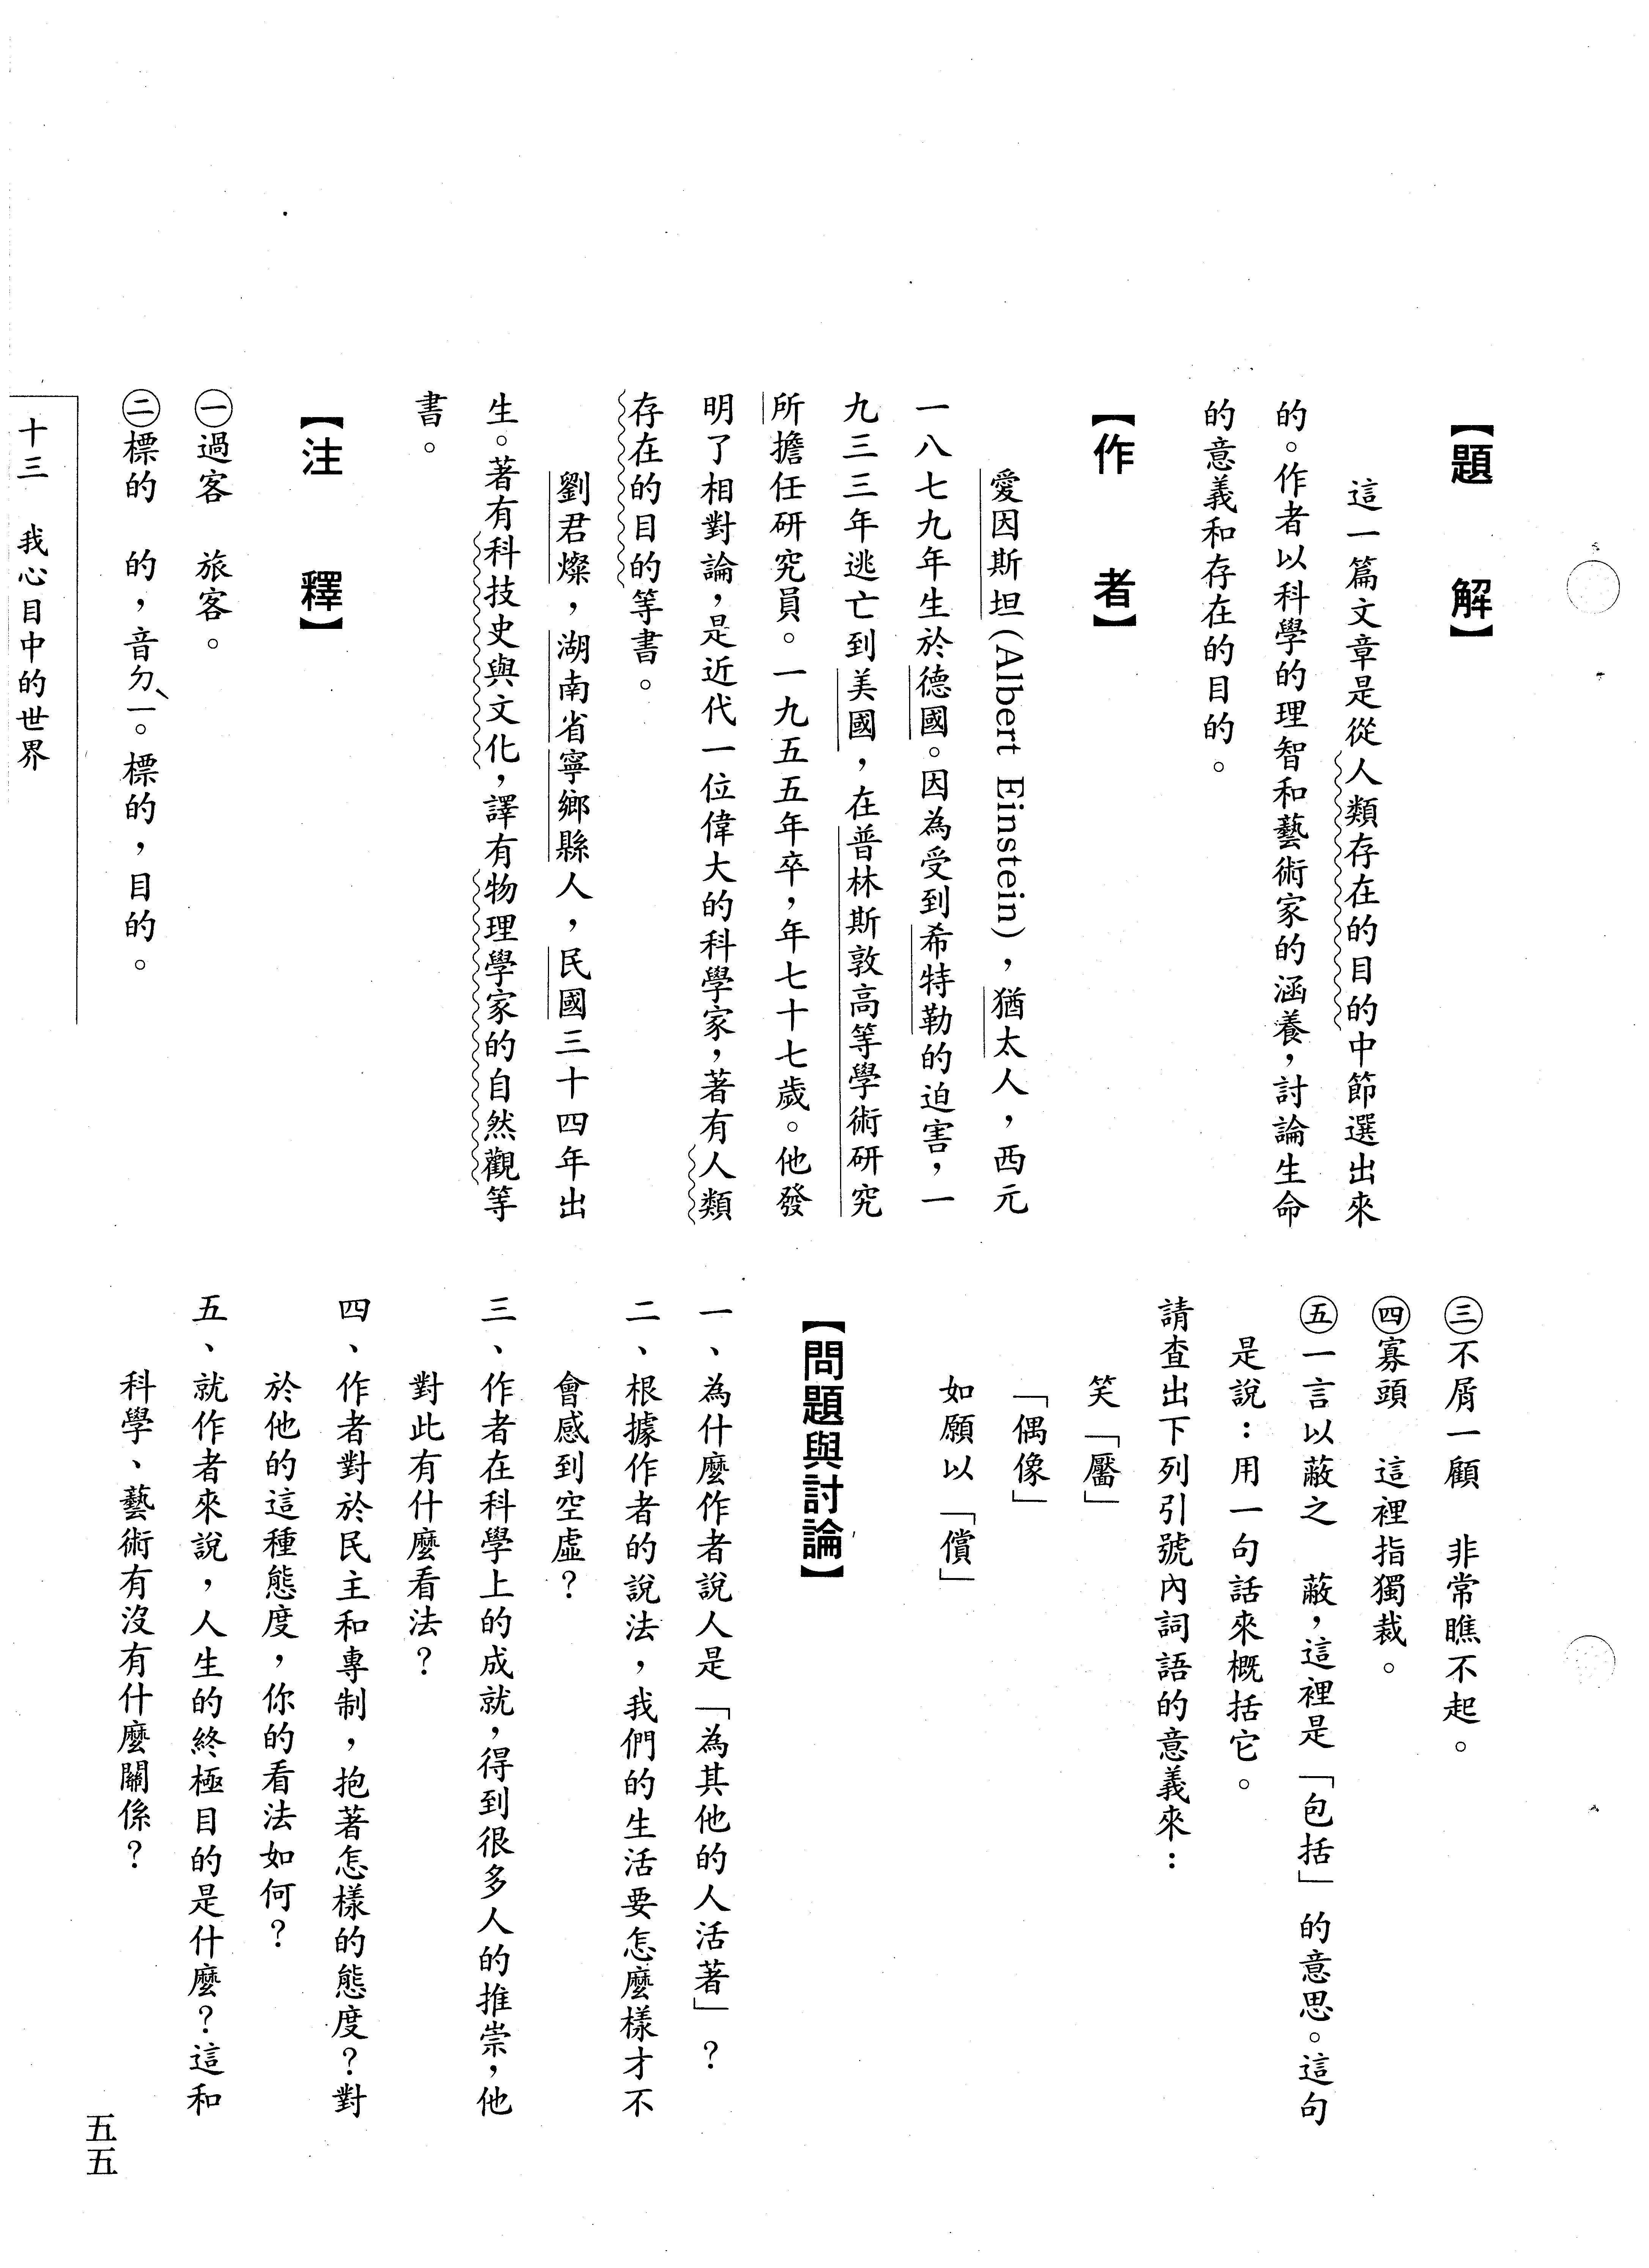 【題　解】
這一篇文章是從人類存在的目的中節選出來
的。作者以科學的理智和藝術家的涵養，討論生命
的意義和存在的目的。
【作　者】
愛因斯坦(Albert Einstein)，猶太人，西元
一八七九年生於德國。因為受到希特勒的迫害，一
九三三年逃亡到美國，在普林斯敦高等學術研究
所擔任研究員。一九五五年卒，年七十七歲。他發
明了相對論，是近代一位偉大的科學家，著有人類
存在的目的等書。
劉君燦，湖南省寧鄉縣人，民國三十四年出
生。著有科技史與文化，譯有物理學家的自然觀等
書。
【注　釋】
㊀過客　旅客。
㊁標的　的，音ㄉㄧˋ。標的，目的。
㊂不屑一顧　非常瞧不起。
㊃寡頭　這裡指獨裁。
㊄一言以蔽之　蔽，這裡是「包括」的意思。這句
是說：用一句話來概括它。
請查出下列引號內詞語的意義來：
笑「靨」
「偶像」
如願以「償」
【問題與討論】
一、為什麼作者說人是「為其他的人活著」？
二、根據作者的說法，我們的生活要怎麼樣才不
會感到空虛？
三、作者在科學上的成就，得到很多人的推崇，他
對此有什麼看法？
四、作者對於民主和專制，抱著怎樣的態度？對
於他的這種態度，你的看法如何？
五、就作者來說，人生的終極目的是什麼？這和
科學、藝術有沒有什麼關係？
十三　我心目中的世界
五五